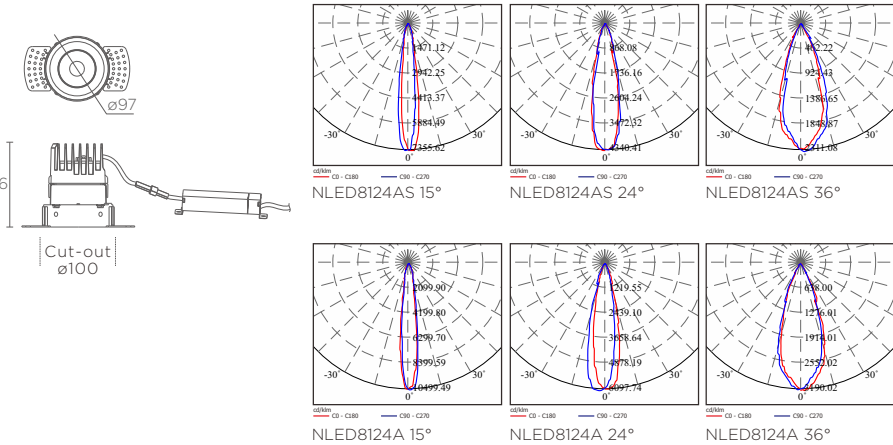 ø97
Cut-out
ø100
1471.12
2942.25
4413.37
5884.49
7355.62
-30° 30°
0°
cd/klm
C0 - C180 C90 - C270
NLED8124AS 15°
868.08
1736.16
2604.24
3472.32
4340.41
-30° 30°
0°
cd/klm
C0 - C180 C90 - C270
NLED8124AS 24°
462.22
924.43
1386.65
1848.87
2311.08
-30° 30°
0°
cd/klm
C0 - C180 C90 - C270
NLED8124AS 36°
2099.90
4199.80
6299.70
8399.59
10499.49
-30° 30°
0°
cd/klm
C0 - C180 C90 - C270
NLED8124A 15°
1219.55
2439.10
3658.64
4878.19
6097.74
-30° 30°
0°
cd/klm
C0 - C180 C90 - C270
NLED8124A 24°
638.00
1276.01
1914.01
2552.02
3190.02
-30° 30°
0°
cd/klm
C0 - C180 C90 - C270
NLED8124A 36°